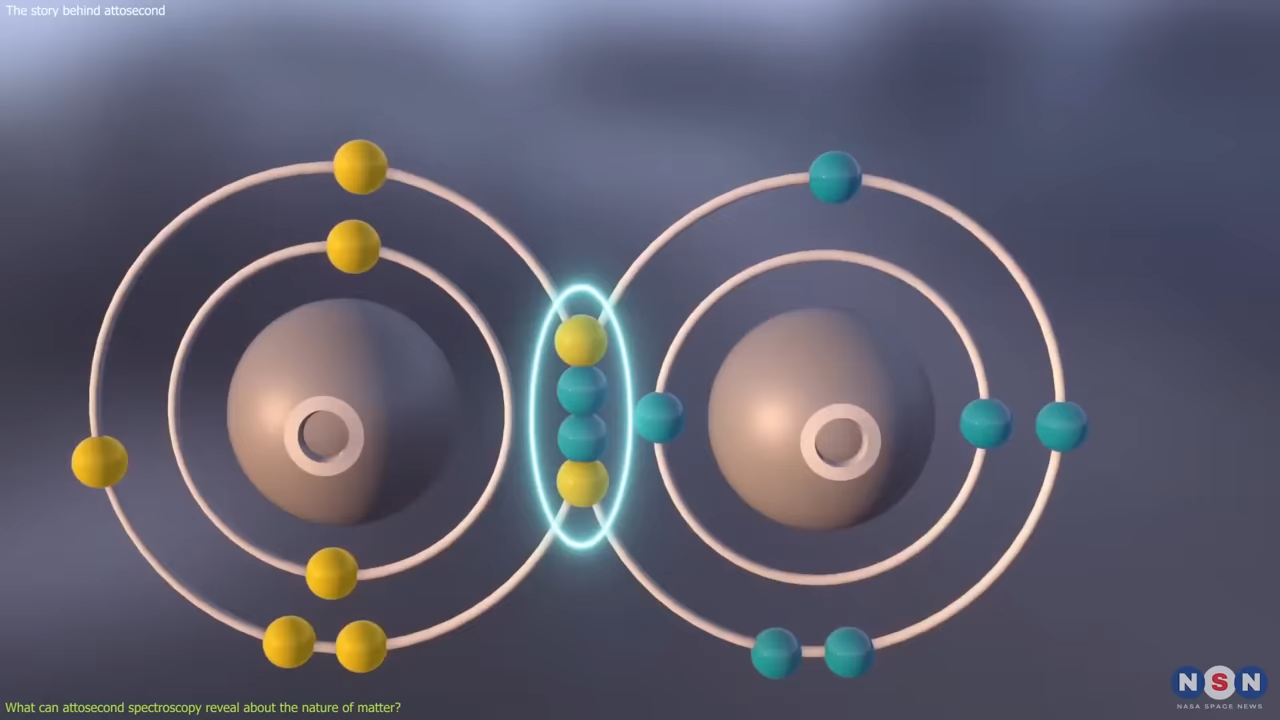 The story behind attosecond
O
O
What can attosecond spectroscopy reveal about the nature of matter?
NSN
NASA SPACE NEWS